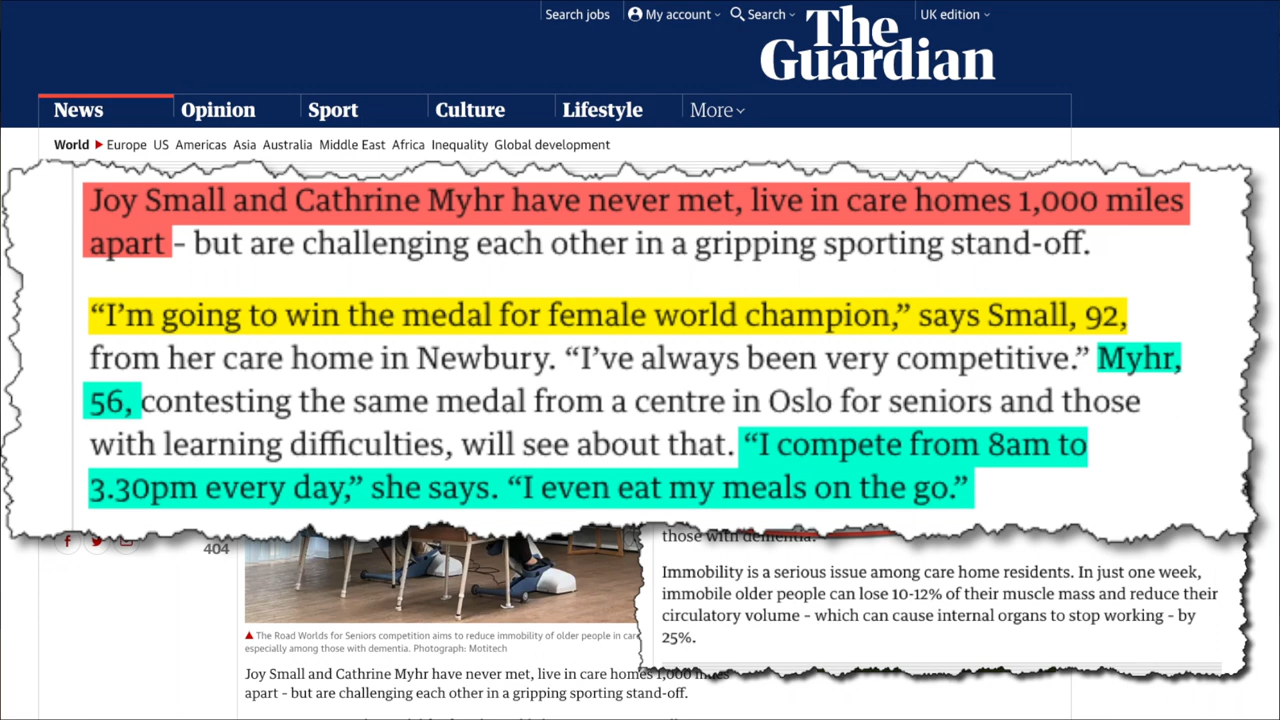 Search jobs
My account
Search
UK edition
The
Guardian
News
Opinion
Sport
Culture
Lifestyle
More
World Europe US Americas Asia Australia Middle East Africa Inequality Global development
Joy Small and Cathrine Myhr have never met, live in care homes 1,000 miles
apart – but are challenging each other in a gripping sporting stand-off.
“I’m going to win the medal for female world champion,” says Small, 92,
from her care home in Newbury. “I’ve always been very competitive.” Myhr,
56, contesting the same medal from a centre in Oslo for seniors and those
with learning difficulties, will see about that. “I compete from 8am to
3.30pm every day,” she says. “I even eat my meals on the go.”
404
The Road Worlds for Seniors competition aims to reduce immobility of older people in
especially among those with dementia. Photograph: Motitech
Joy Small and Cathrine Myhr have never met, live in care homes 1,000 miles
apart – but are challenging each other in a gripping sporting stand-off.
those with dementia.
Immobility is a serious issue among care home residents. In just one week,
immobile older people can lose 10-12% of their muscle mass and reduce their
circulatory volume – which can cause internal organs to stop working – by
25%.